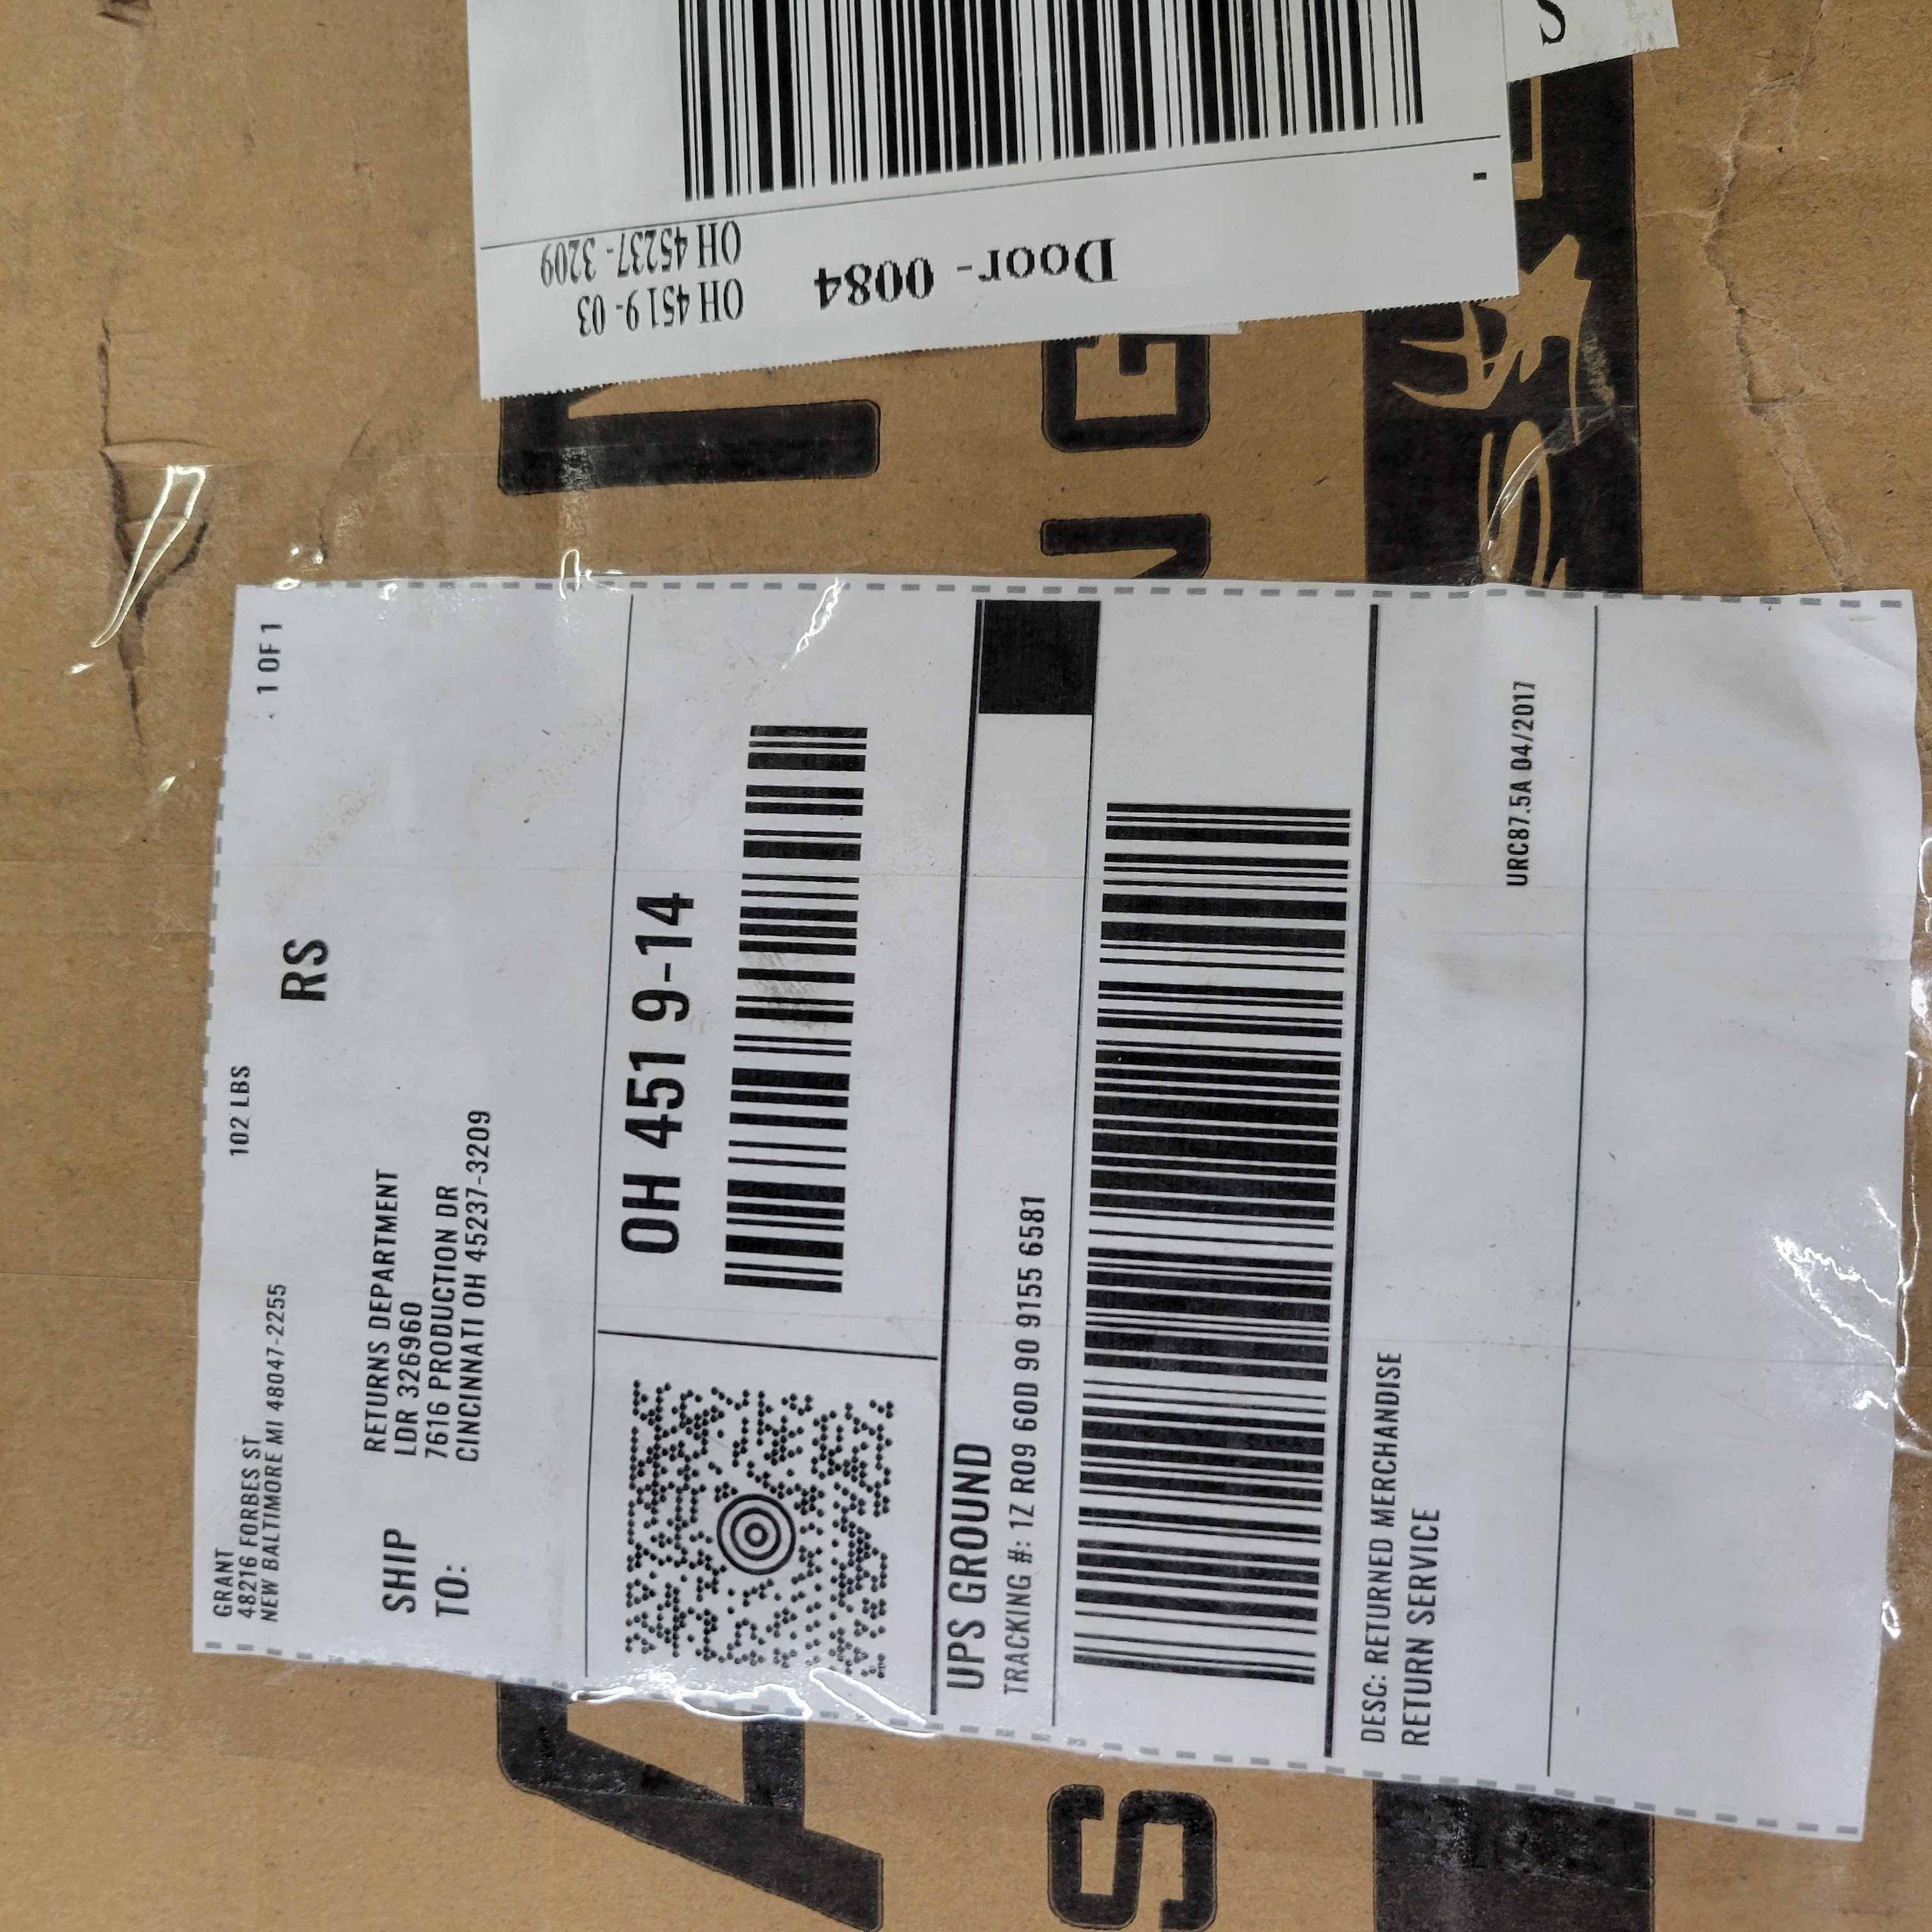 GRANT
48216 FORBES ST
NEW BALTIMORE MI 48047-2255
102 LBS
1 OF 1
RS
SHIP
TO:
RETURNS DEPARTMENT
LDR 326960
7616 PRODUCTION DR
CINCINNATI OH 45237-3209
OH 451 9-14
UPS GROUND
TRACKING #: 1Z R09 60D 90 9155 6581
DESC: RETURNED MERCHANDISE
RETURN SERVICE
URC87.5A 04/2017
Door- 0084
OH 4519- 03
OH 45237- 3209